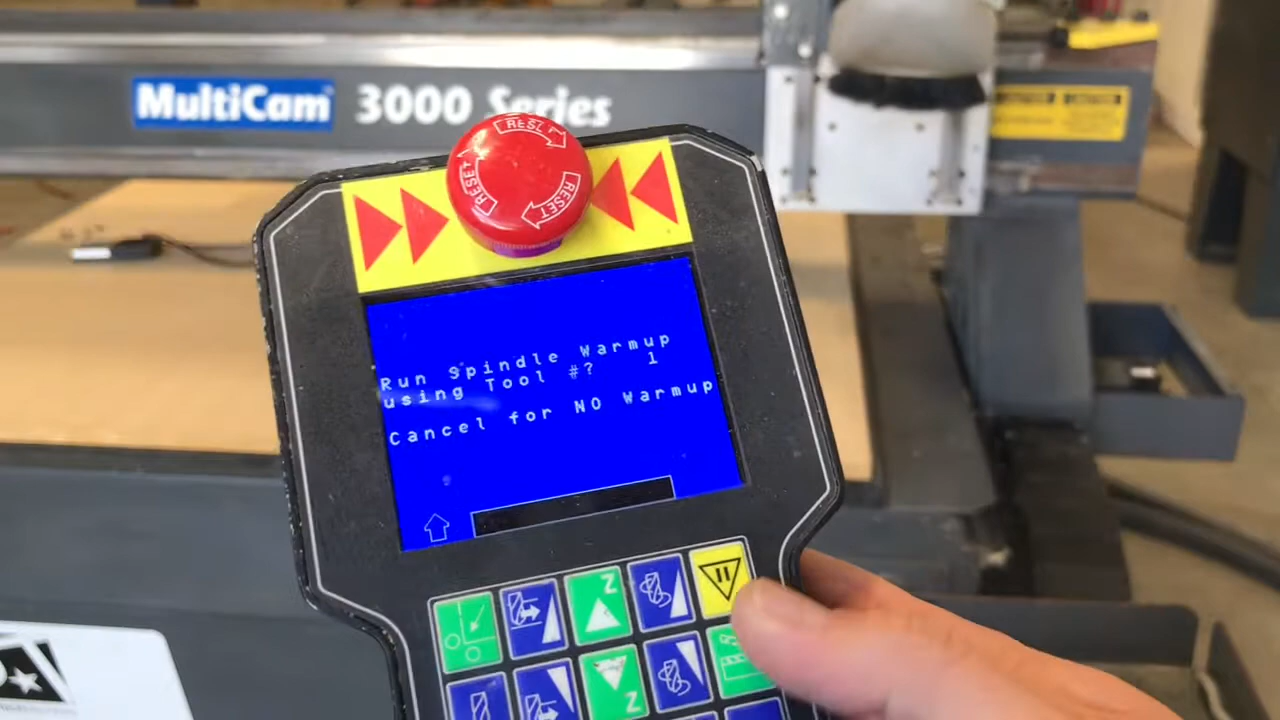 MultiCam 3000 Series
RESET
RESET
RESET
Run Spindle Warmup
using Tool #? 1
Cancel for NO Warmup
Z
Z